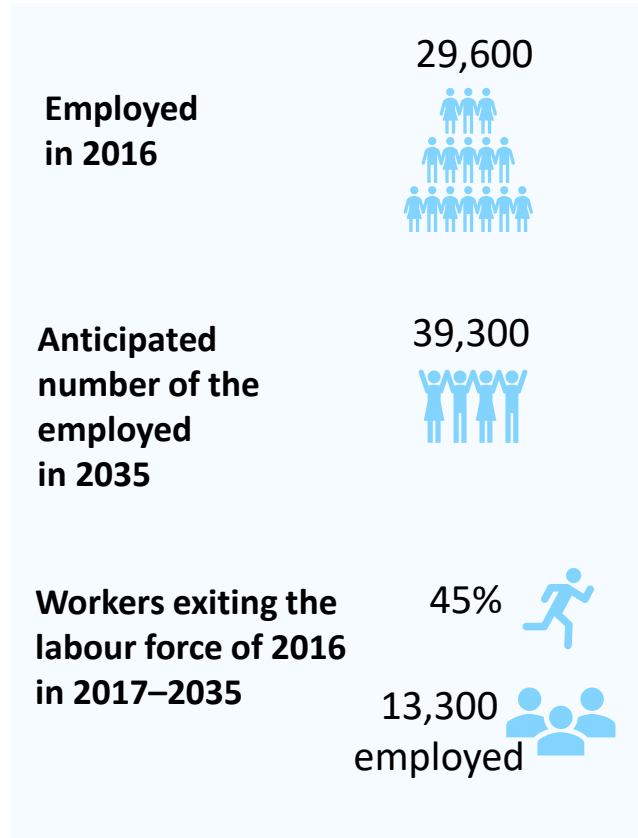 29,600
Employed
in 2016
39,300
Anticipated
number of the
employed
in 2035
Workers exiting the
labour force of 2016
in 2017–2035
45%
13,300
employed